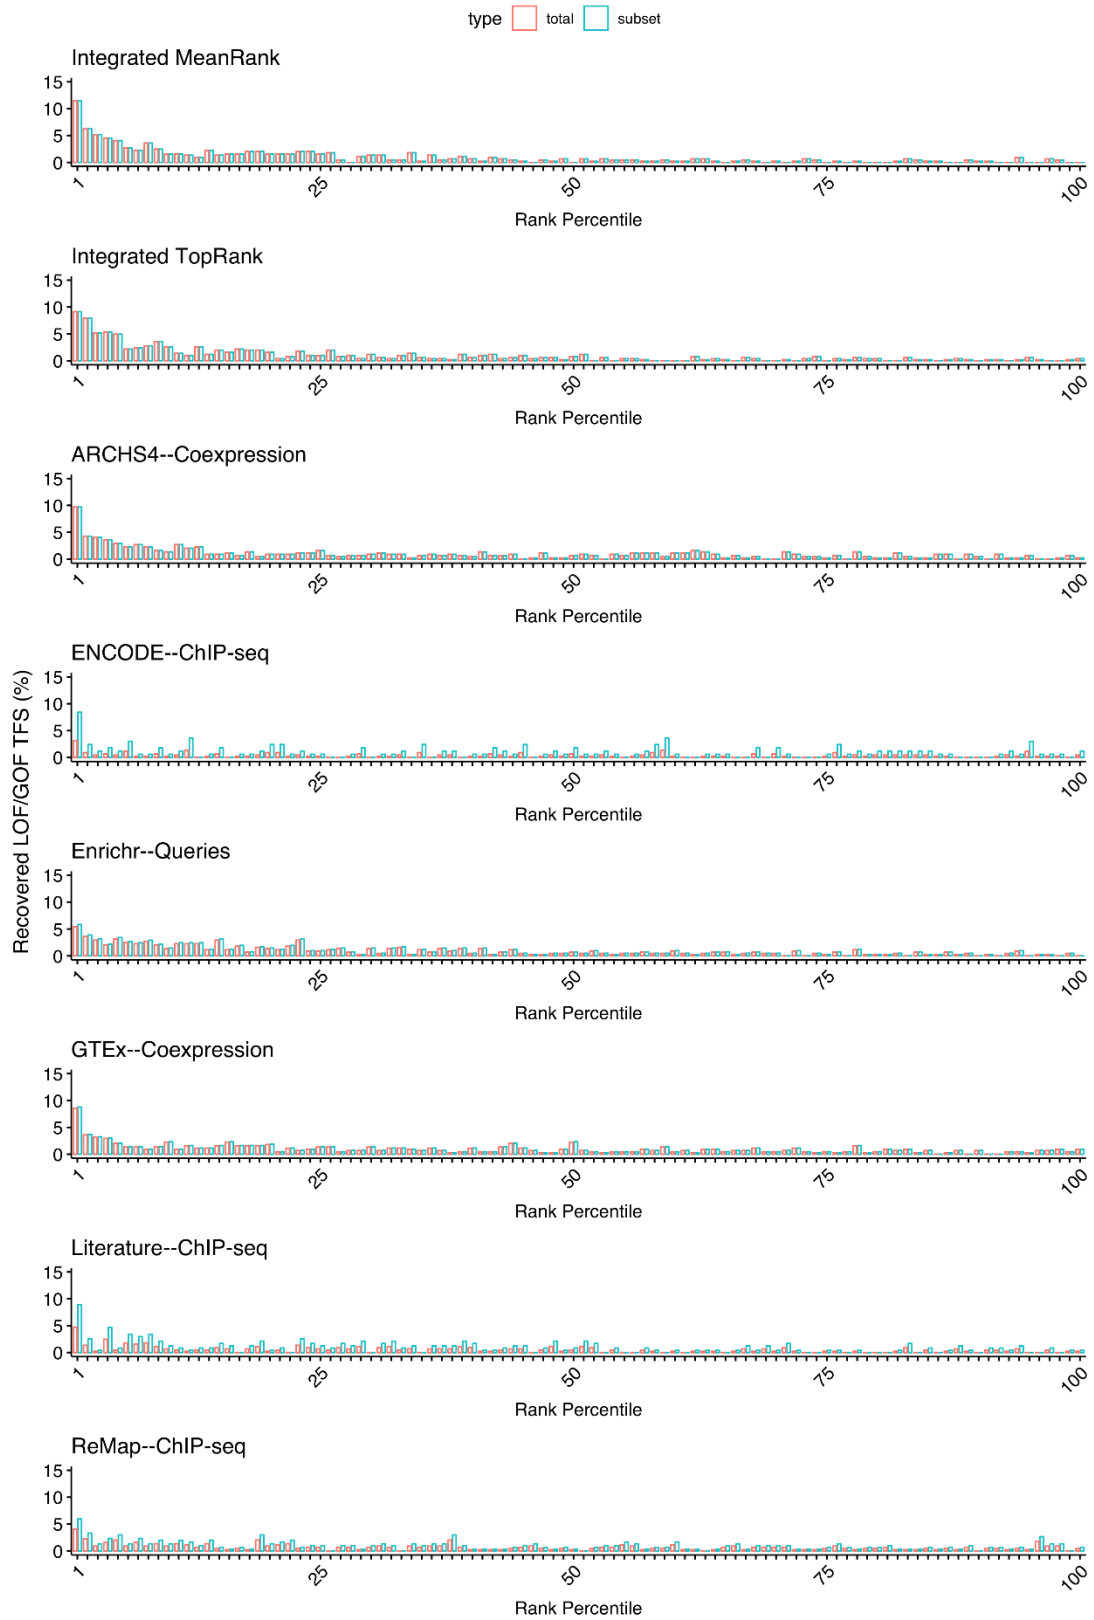 type total subset
Integrated MeanRank
15
10
5
0
1 25 50 75 100
Rank Percentile
Integrated TopRank
15
10
5
0
1 25 50 75 100
Rank Percentile
ARCHS4--Coexpression
15
10
5
0
1 25 50 75 100
Rank Percentile
ENCODE--ChIP-seq
15
10
5
0
1 25 50 75 100
Rank Percentile
Recovered LOF/GOF TFS (%)
Enrichr--Queries
15
10
5
0
1 25 50 75 100
Rank Percentile
GTEx--Coexpression
15
10
5
0
1 25 50 75 100
Rank Percentile
Literature--ChIP-seq
15
10
5
0
1 25 50 75 100
Rank Percentile
ReMap--ChIP-seq
15
10
5
0
1 25 50 75 100
Rank Percentile